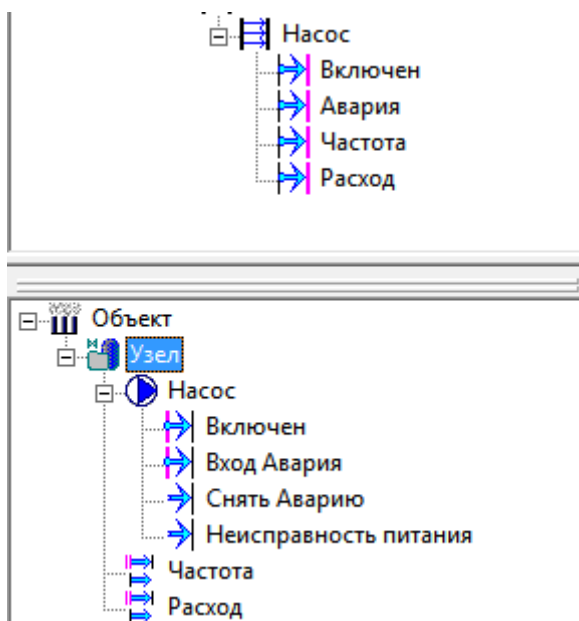 Насос
Включен
Авария
Частота
Расход
Объект
Узел
Насос
Включен
Вход Авария
Снять Аварию
Неисправность питания
Частота
Расход